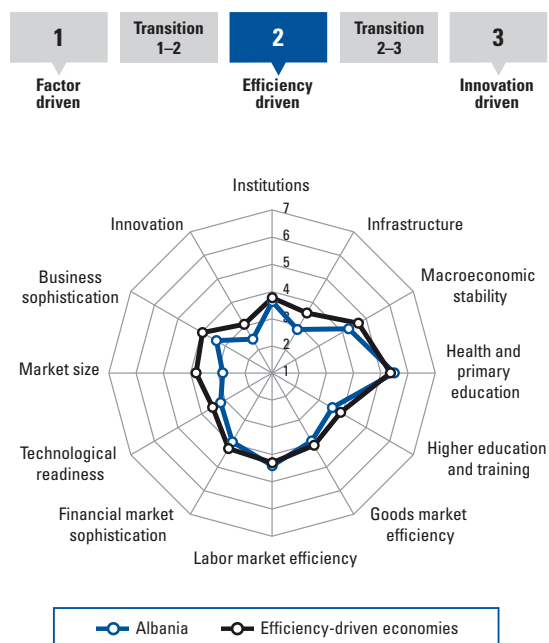 1
Transition
1–2
2
Transition
2–3
3
Factor
driven
Efficiency
driven
Innovation
driven
Institutions
7
6
5
4
3
2
1
Infrastructure
Macroeconomic
stability
Health and
primary
education
Higher education
and training
Goods market
efficiency
Labor market efficiency
Financial market
sophistication
Technological
readiness
Market size
Business
sophistication
Innovation
Albania
Efficiency-driven economies